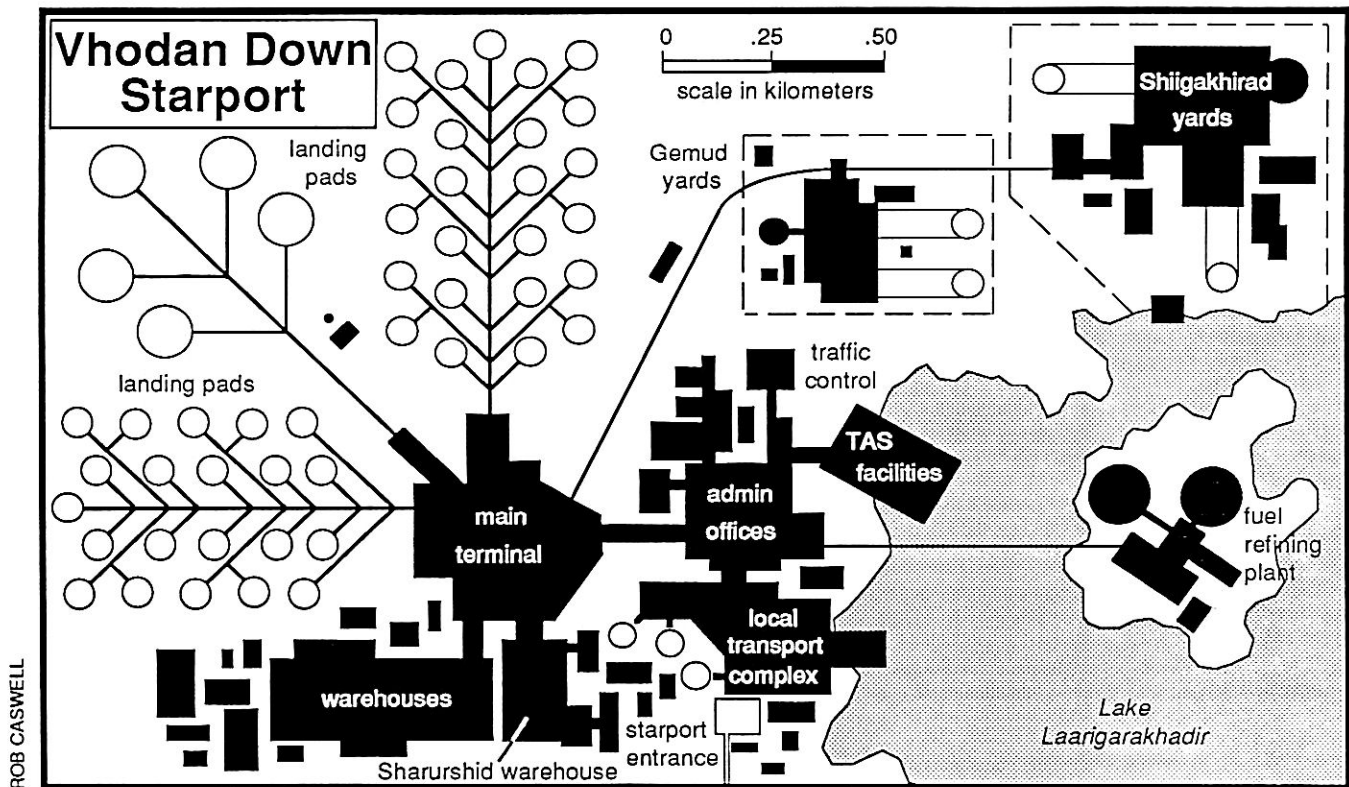 Vhodan Down
Starport
0 .25 .50
scale in kilometers
Shiigakhirad
yards
landing
pads
Gemud
yards
landing pads
traffic
control
TAS
facilities
admin
offices
main
terminal
fuel
refining
plant
local
transport
complex
warehouses
starport
entrance
Sharurshid warehouse
Lake
Laarigarakhadir
ROB CASWELL